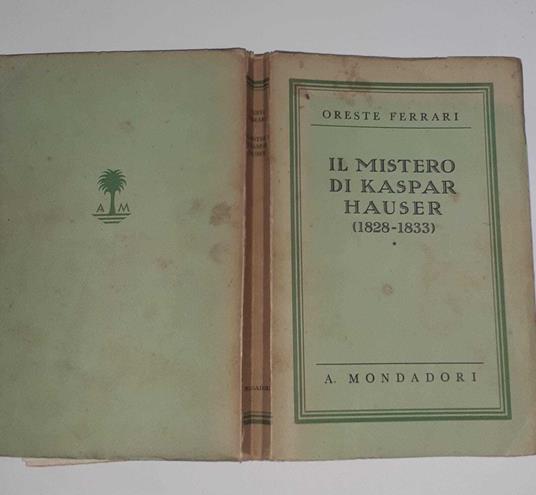 ORESTE FERRARI
IL MISTERO
DI KASPAR
HAUSER
(1828-1833)
*
A. MONDADORI
A M